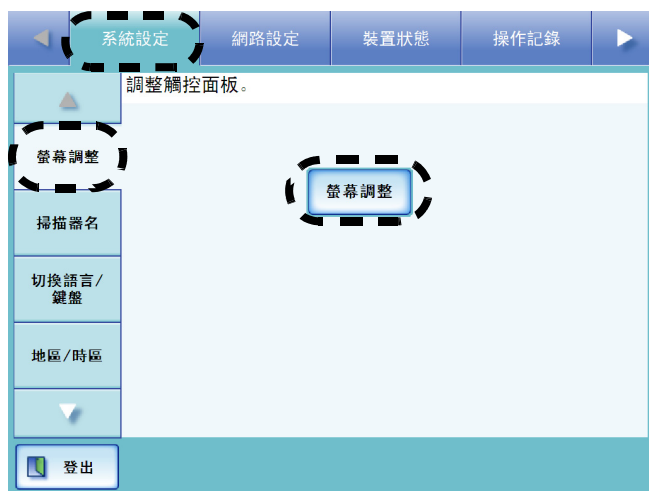 系統設定
網路設定
裝置狀態
操作記錄
調整觸控面板。
螢幕調整
螢幕調整
掃描器名
切換語言/
鍵盤
地區/時區
登出